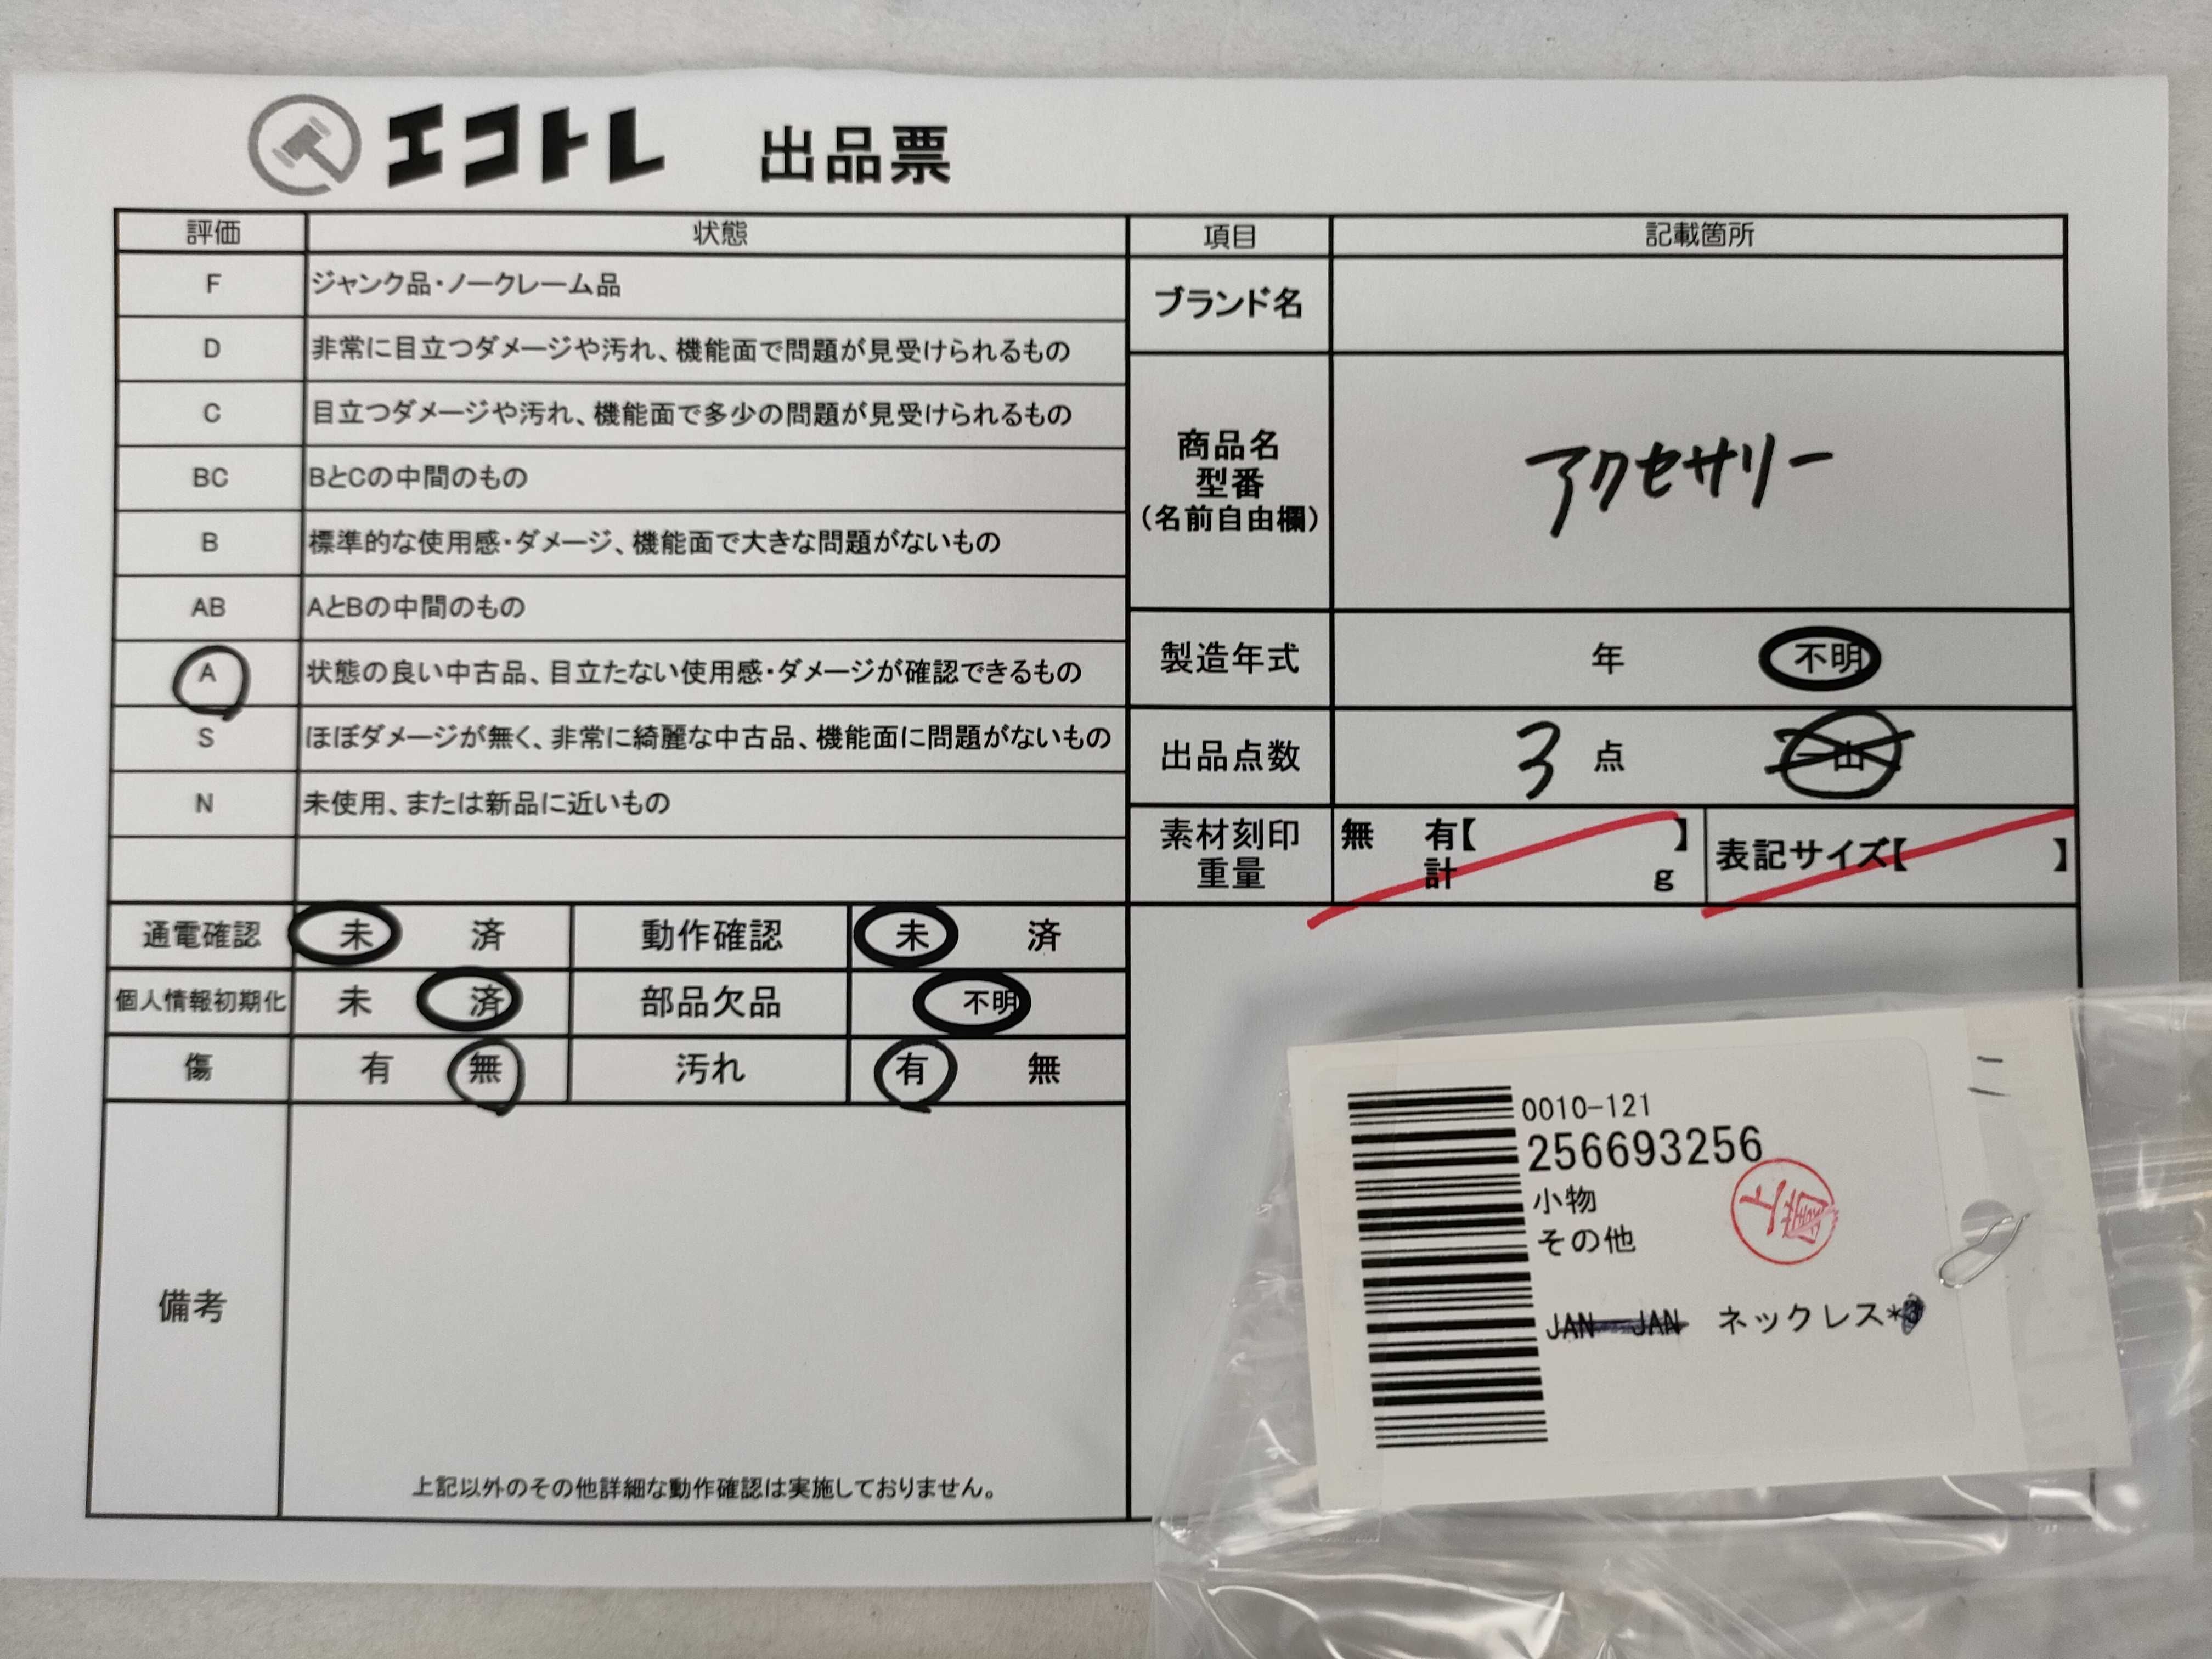 エコトレ 出品票
評価 状態
F ジャンク品・ノークレーム品
D 非常に目立つダメージや汚れ、機能面で問題が見受けられるもの
C 目立つダメージや汚れ、機能面で多少の問題が見受けられるもの
BC BとCの中間のもの
B 標準的な使用感・ダメージ、機能面で大きな問題がないもの
AB AとBの中間のもの
A 状態の良い中古品、目立たない使用感・ダメージが確認できるもの
S ほぼダメージが無く、非常に綺麗な中古品、機能面に問題がないもの
N 未使用、または新品に近いもの
通電確認 未 済 動作確認 未 済
個人情報初期化 未 済 部品欠品 不明
傷 有 無 汚れ 有 無
備考
上記以外のその他詳細な動作確認は実施しておりません。
項目 記載箇所
ブランド名
商品名
型番
(名前自由欄)
アクセサリー
製造年式 年 不明
出品点数 3 点 一山
素材刻印 無 有【 】
重量 計 g
表記サイズ【 】
0010-121
256693256
小物
その他
JAN JAN ネックレス*3